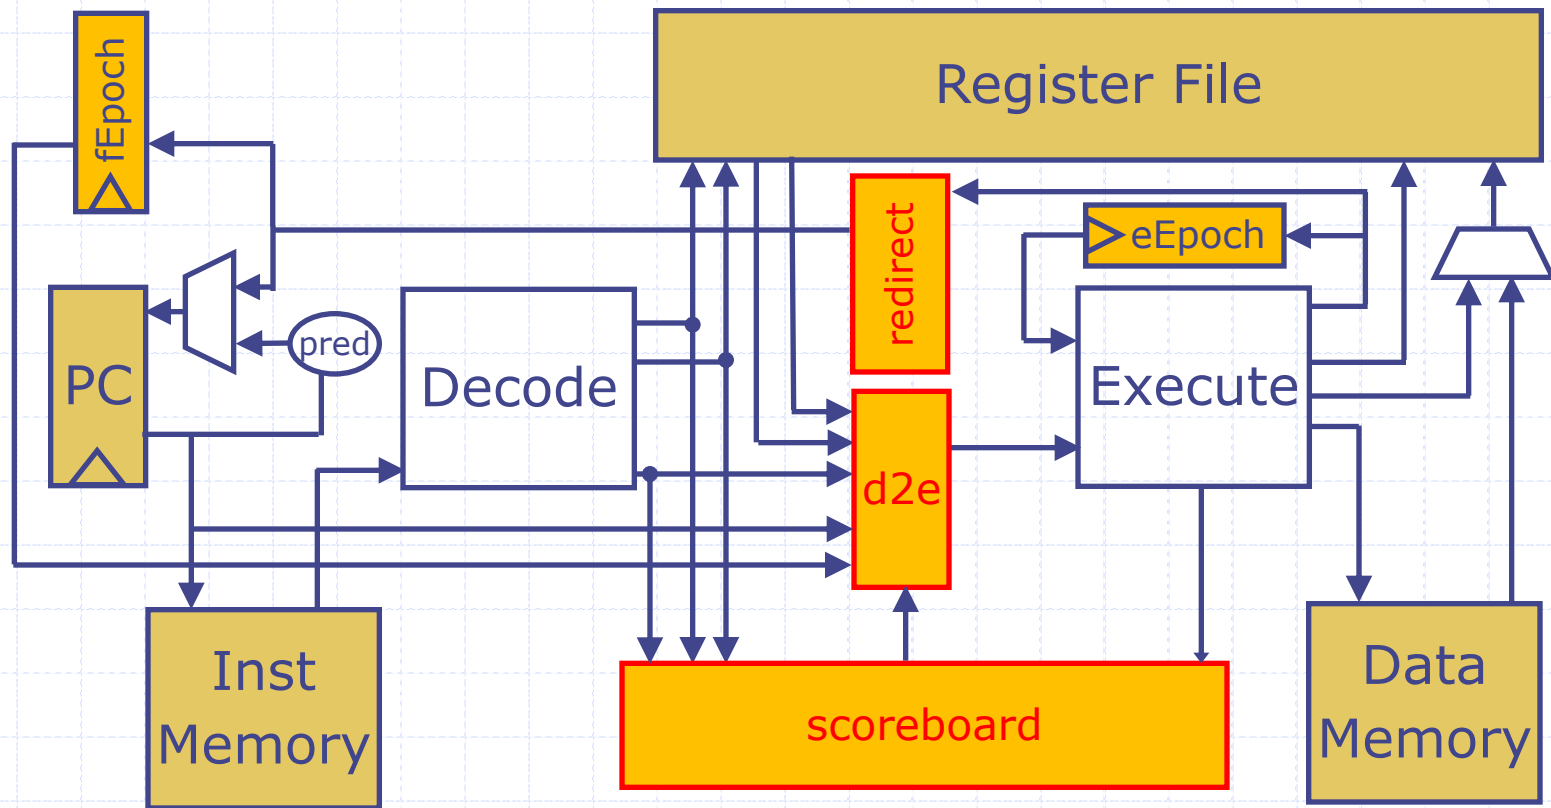 fEpoch
Register File
redirect
eEpoch
PC
pred
Decode
Execute
d2e
Inst
Memory
scoreboard
Data
Memory